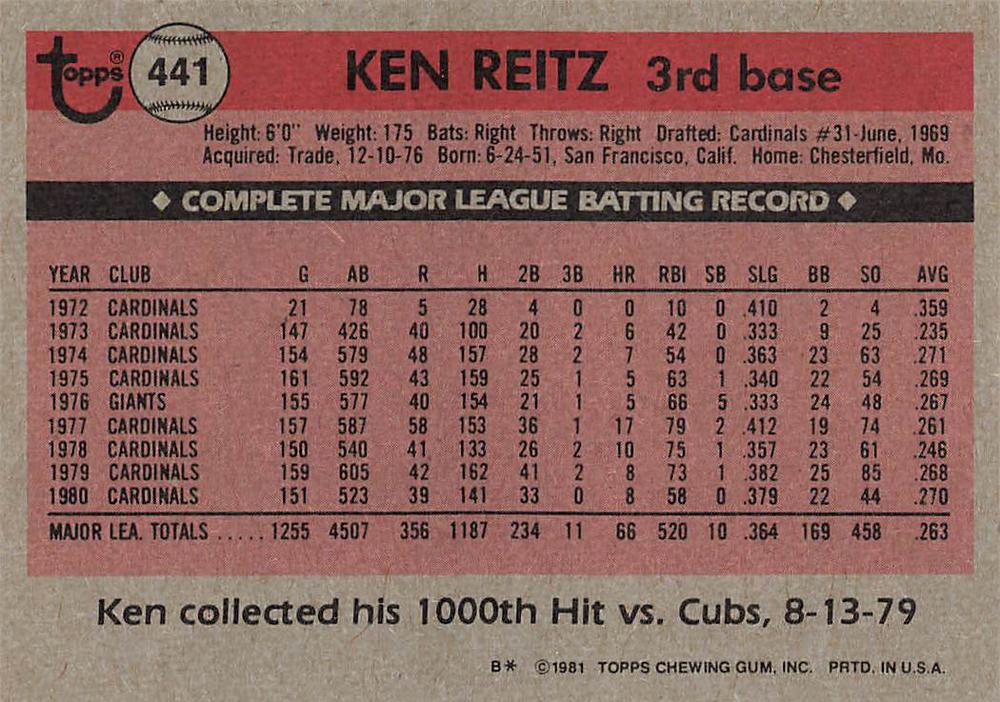 Topps® 441 KEN REITZ 3rd base
Height: 6'0" Weight: 175 Bats: Right Throws: Right Drafted: Cardinals #31-June, 1969
Acquired: Trade, 12-10-76 Born: 6-24-51, San Francisco, Calif. Home: Chesterfield, Mo.
◆ COMPLETE MAJOR LEAGUE BATTING RECORD ◆
YEAR CLUB G AB R H 2B 3B HR RBI SB SLG BB SO AVG
1972 CARDINALS 21 78 5 28 4 0 0 10 0 .410 2 4 .359
1973 CARDINALS 147 426 40 100 20 2 6 42 0 .333 9 25 .235
1974 CARDINALS 154 579 48 157 28 2 7 54 0 .363 23 63 .271
1975 CARDINALS 161 592 43 159 25 1 5 63 1 .340 22 54 .269
1976 GIANTS 155 577 40 154 21 1 5 66 5 .333 24 48 .267
1977 CARDINALS 157 587 58 153 36 1 17 79 2 .412 19 74 .261
1978 CARDINALS 150 540 41 133 26 2 10 75 1 .357 23 61 .246
1979 CARDINALS 159 605 42 162 41 2 8 73 1 .382 25 85 .268
1980 CARDINALS 151 523 39 141 33 0 8 58 0 .379 22 44 .270
MAJOR LEA. TOTALS ..... 1255 4507 356 1187 234 11 66 520 10 .364 169 458 .263
Ken collected his 1000th Hit vs. Cubs, 8-13-79
B* ©1981 TOPPS CHEWING GUM, INC. PRTD. IN U.S.A.